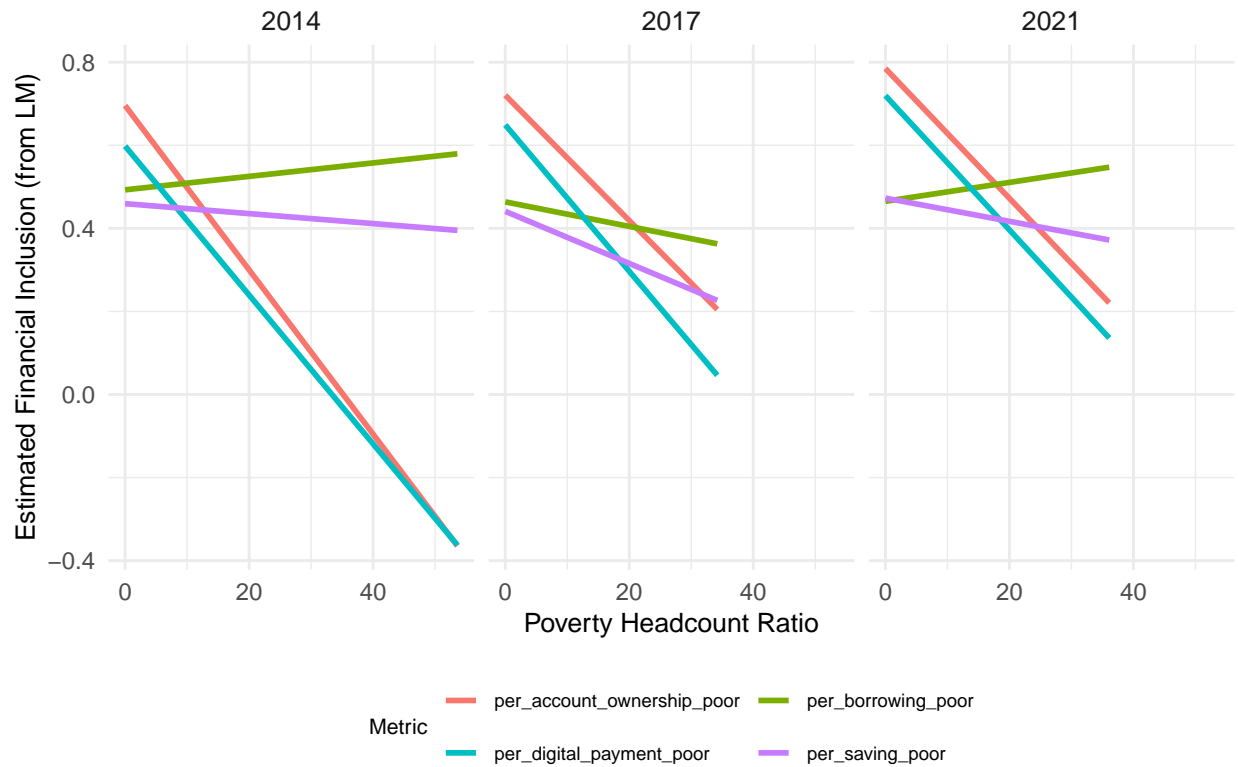 2014 2017 2021
Estimated Financial Inclusion (from LM)
0.8
0.4
0.0
−0.4
0 20 40 0 20 40 0 20 40
Poverty Headcount Ratio
Metric
per_account_ownership_poor per_borrowing_poor
per_digital_payment_poor per_saving_poor